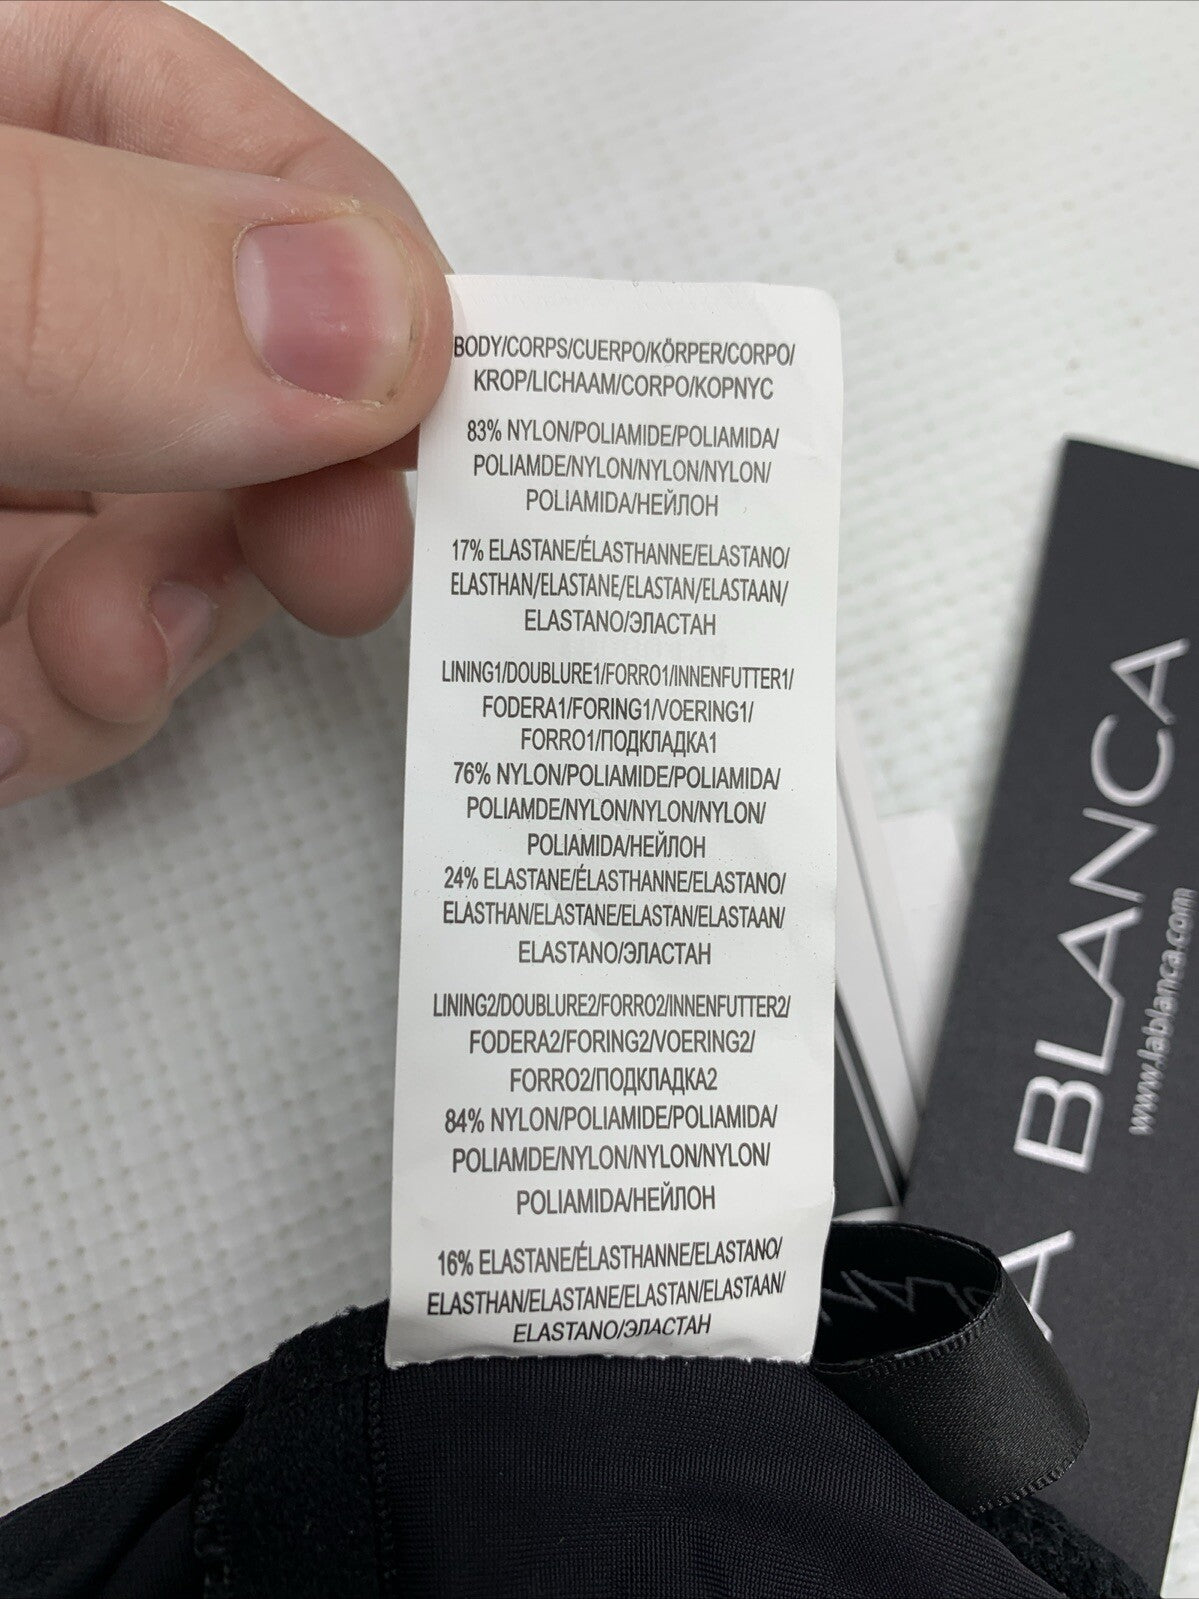 BODY/CORPS/CUERPO/KÖRPER/CORPO/
KROP/LICHAAM/CORPO/KOPNYC
83% NYLON/POLIAMIDE/POLIAMIDA/
POLIAMDE/NYLON/NYLON/NYLON/
POLIAMIDA/НЕЙЛОН
17% ELASTANE/ÉLASTHANNE/ELASTANO/
ELASTHAN/ELASTANE/ELASTAN/ELASTAAN/
ELASTANO/ЭЛАСТАН
LINING1/DOUBLURE1/FORRO1/INNENFUTTER1/
FODERA1/FORING1/VOERING1/
FORRO1/ПОДКЛАДКА1
76% NYLON/POLIAMIDE/POLIAMIDA/
POLIAMDE/NYLON/NYLON/NYLON/
POLIAMIDA/НЕЙЛОН
24% ELASTANE/ÉLASTHANNE/ELASTANO/
ELASTHAN/ELASTANE/ELASTAN/ELASTAAN/
ELASTANO/ЭЛАСТАН
LINING2/DOUBLURE2/FORRO2/INNENFUTTER2/
FODERA2/FORING2/VOERING2/
FORRO2/ПОДКЛАДКА2
84% NYLON/POLIAMIDE/POLIAMIDA/
POLIAMDE/NYLON/NYLON/NYLON/
POLIAMIDA/НЕЙЛОН
16% ELASTANE/ÉLASTHANNE/ELASTANO/
ELASTHAN/ELASTANE/ELASTAN/ELASTAAN/
ELASTANO/ЭЛАСТАН
A BLANCA
www.lablanca.com